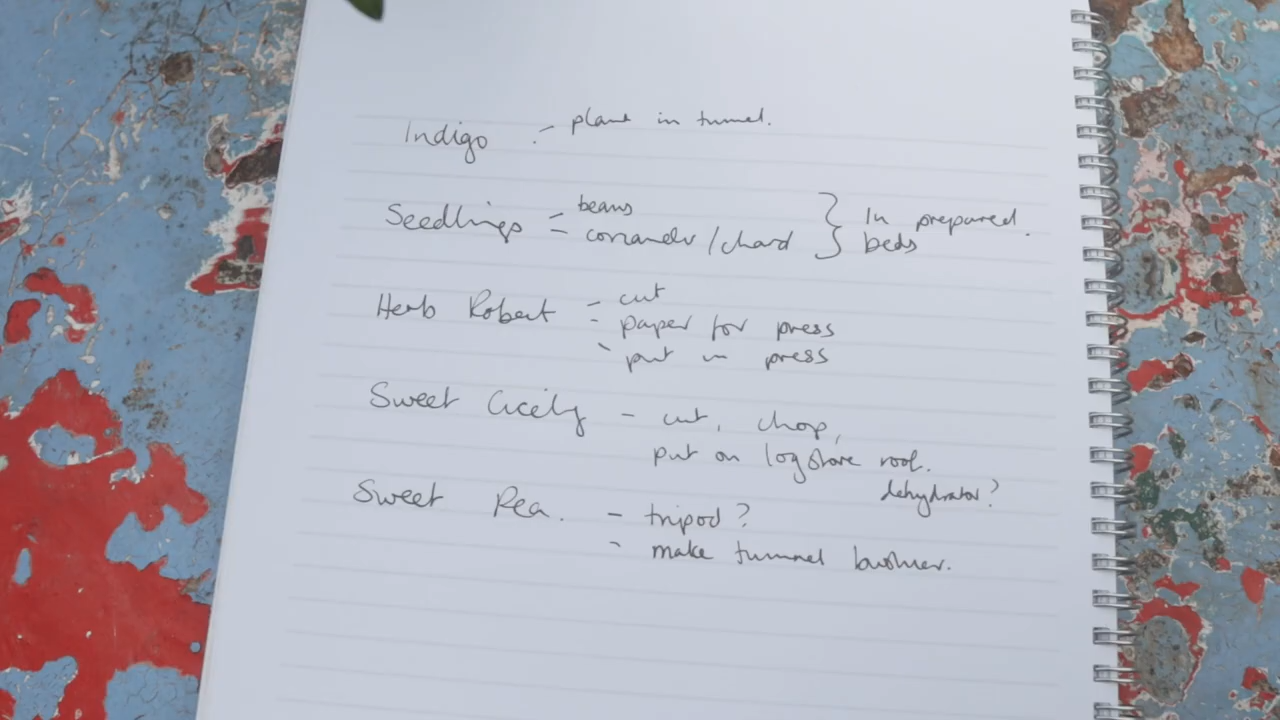 Indigo - plant in tunnel.
Seedlings - beans
- coriander/chard } In prepared beds.
Herb Robert - cut
- paper for press
- put in press
Sweet Cicely - cut, chop,
put on logstore roof.
dehydrator?
Sweet Pea. - tripod?
- make tunnel bushier.